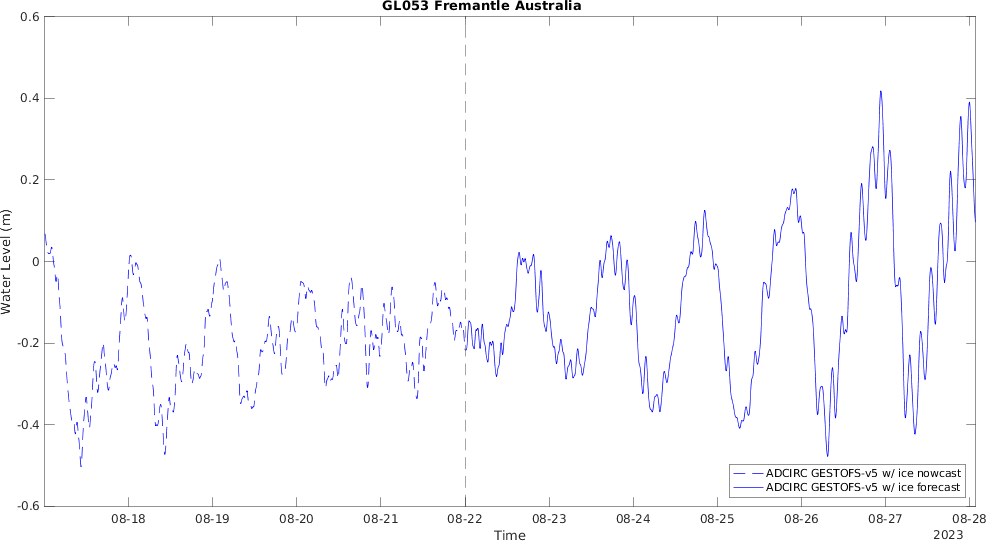 GL053 Fremantle Australia
0.6
0.4
0.2
0
-0.2
-0.4
-0.6
Water Level (m)
ADCIRC GESTOFS-v5 w/ ice nowcast
ADCIRC GESTOFS-v5 w/ ice forecast
08-18 08-19 08-20 08-21 08-22 08-23 08-24 08-25 08-26 08-27 08-28
Time
2023